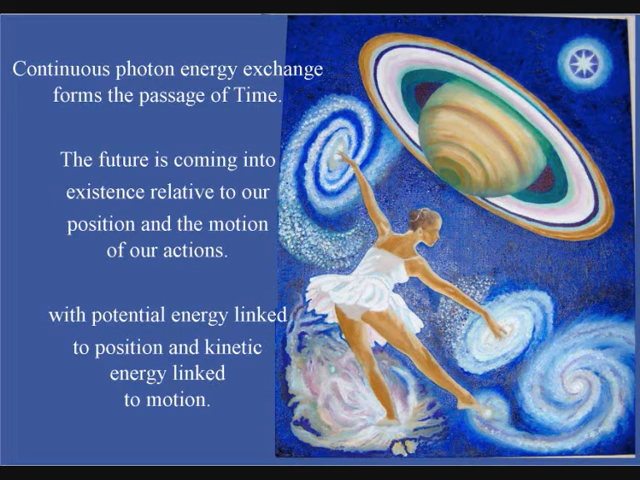 Continuous photon energy exchange
forms the passage of Time.
The future is coming into
existence relative to our
position and the motion
of our actions.
with potential energy linked
to position and kinetic
energy linked
to motion.